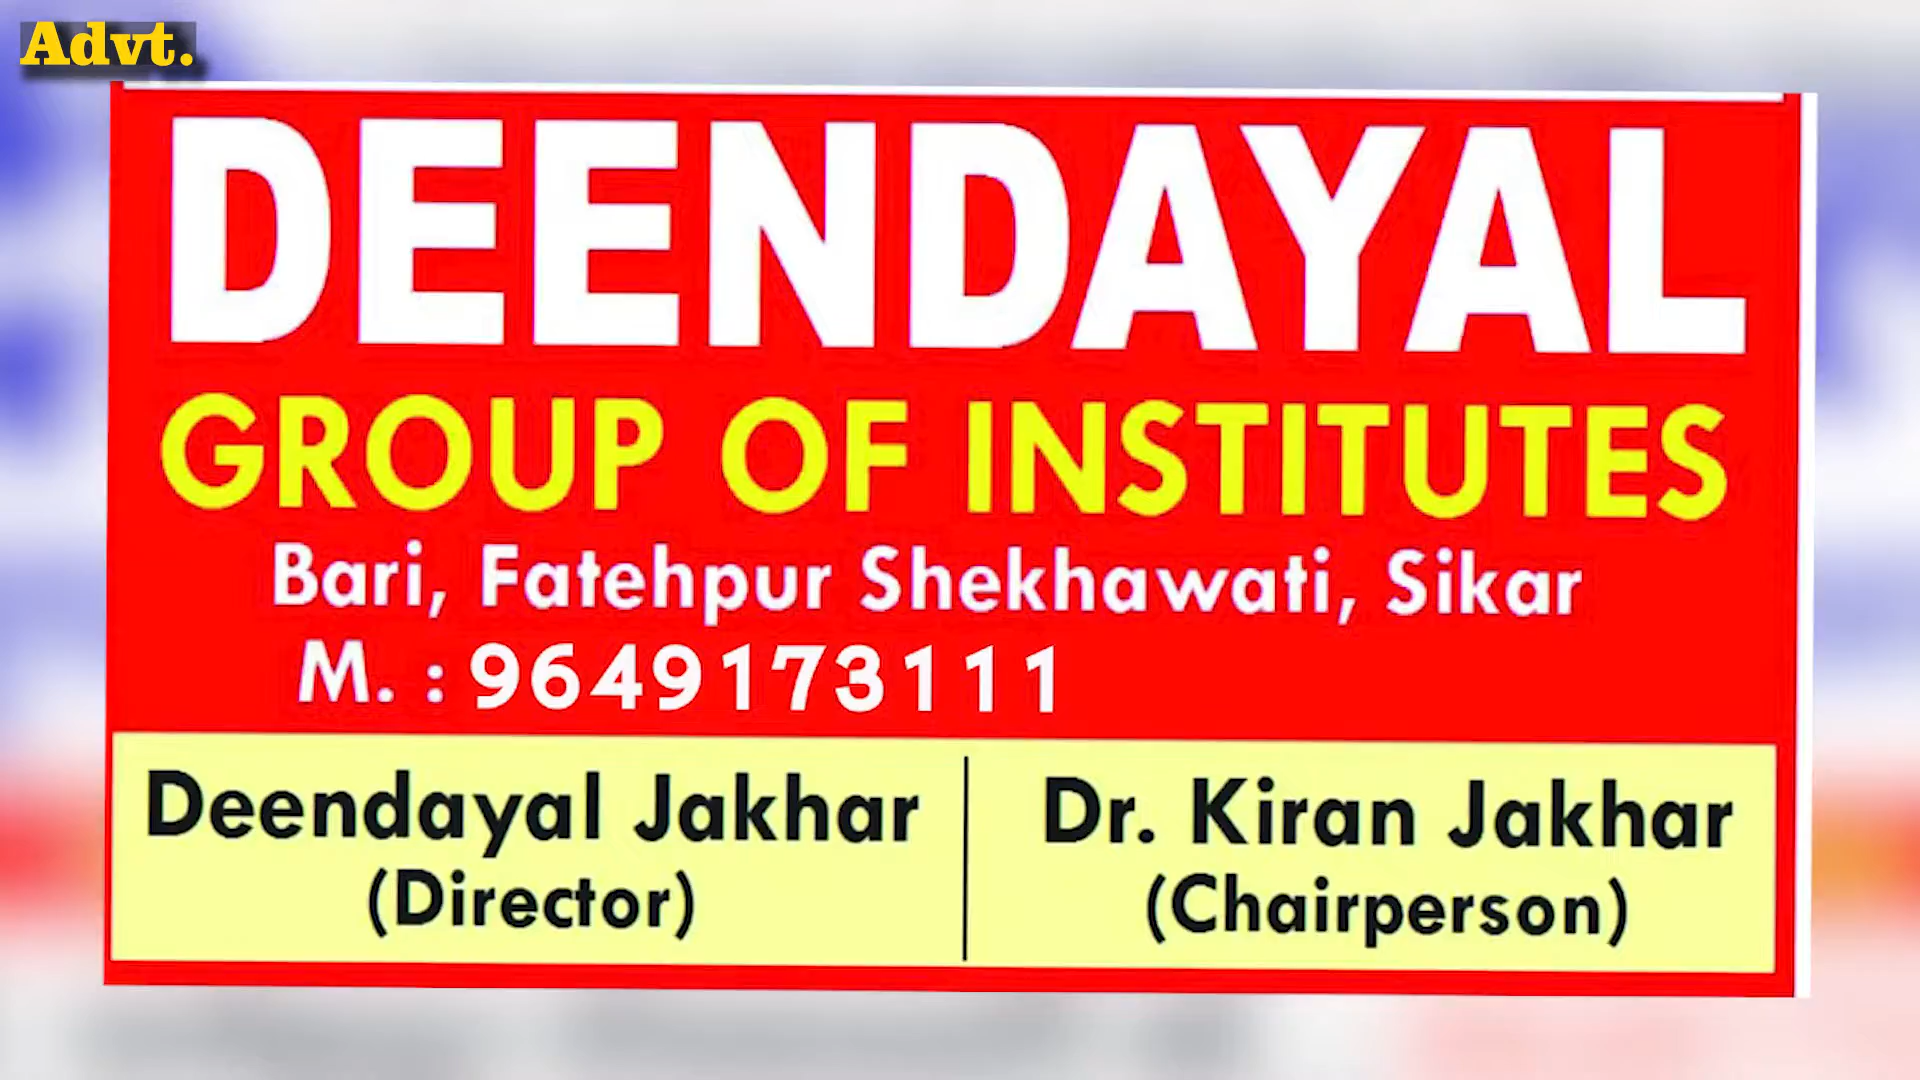 Advt.
DEENDAYAL
GROUP OF INSTITUTES
Bari, Fatehpur Shekhawati, Sikar
M. : 9649173111
Deendayal Jakhar
(Director)
Dr. Kiran Jakhar
(Chairperson)